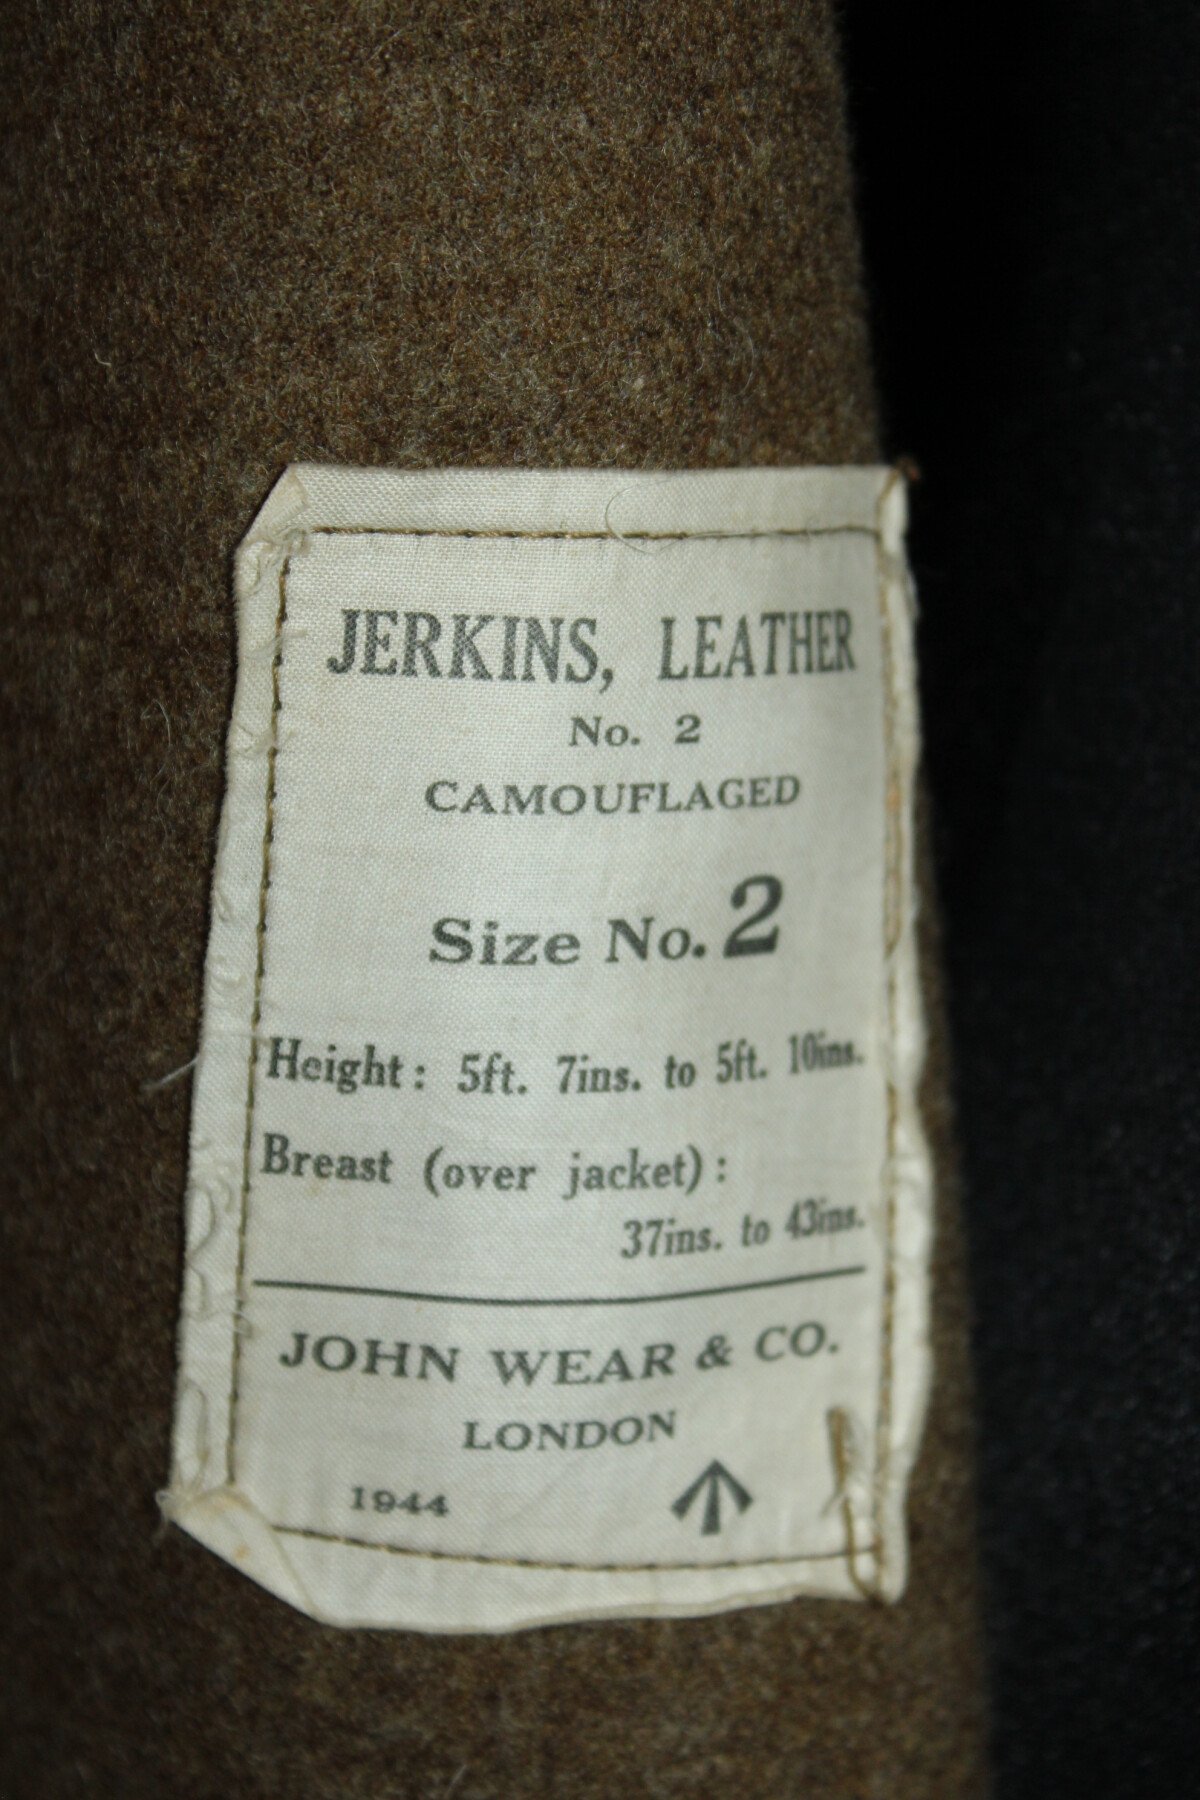 JERKINS, LEATHER
No. 2
CAMOUFLAGED
Size No. 2
Height: 5ft. 7ins. to 5ft. 10ins.
Breast (over jacket):
37ins. to 43ins.
JOHN WEAR & CO.
LONDON
1944